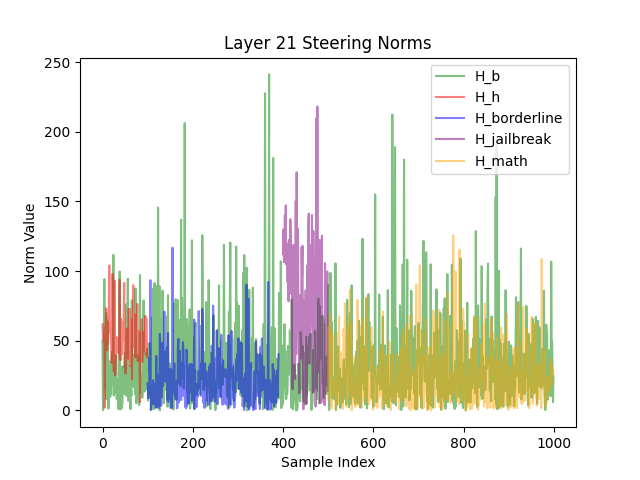 Layer 21 Steering Norms
250
200
150
100
50
0
Norm Value
0
200
400
600
800
1000
Sample Index
H_b
H_h
H_borderline
H_jailbreak
H_math